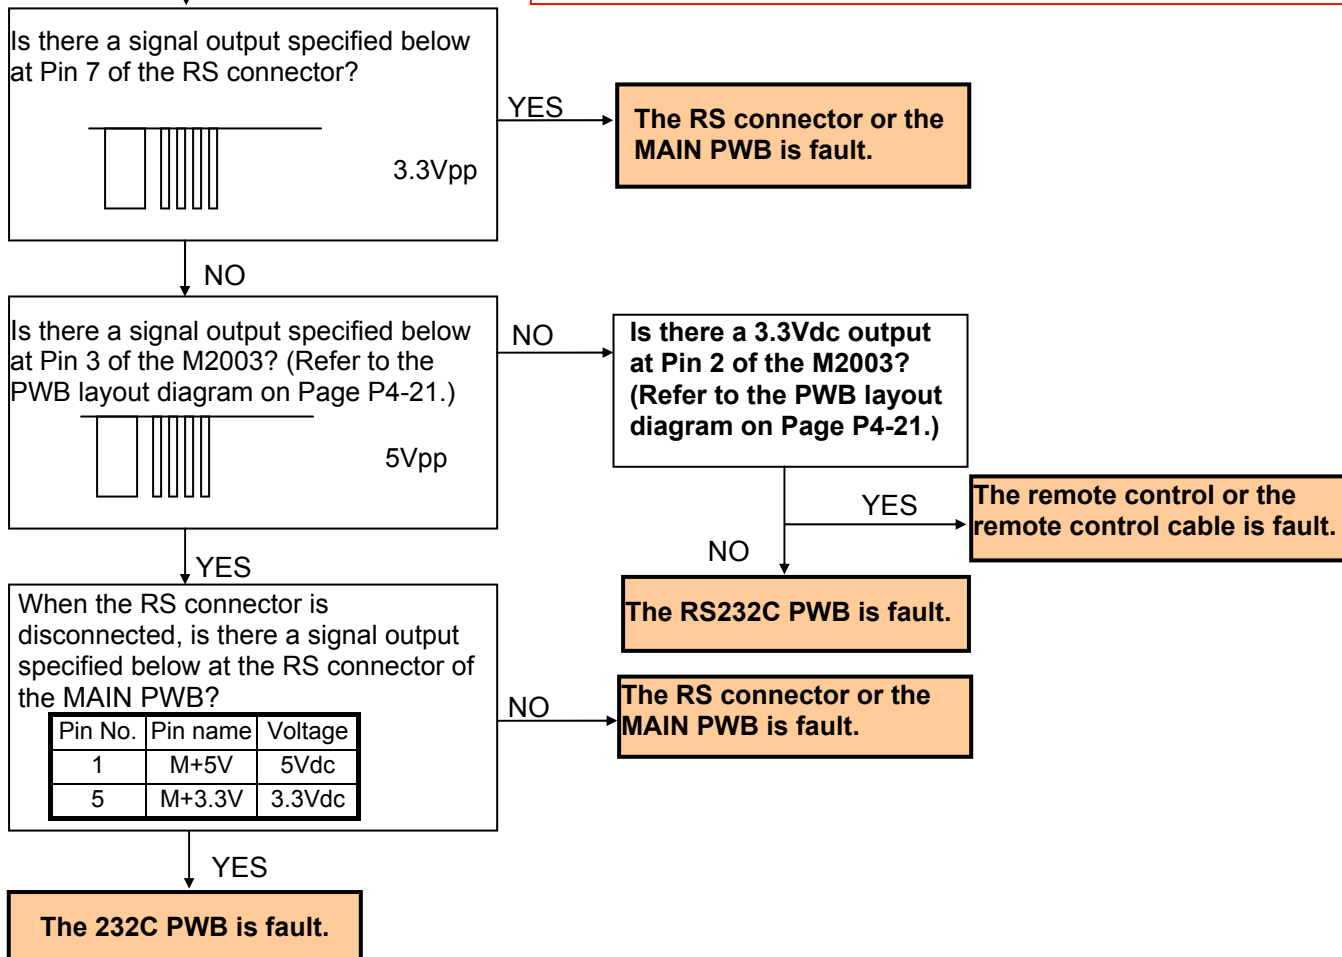 Is there a signal output specified below
at Pin 7 of the RS connector?
3.3Vpp
YES
The RS connector or the
MAIN PWB is fault.
NO
Is there a signal output specified below
at Pin 3 of the M2003? (Refer to the
PWB layout diagram on Page P4-21.)
5Vpp
NO
Is there a 3.3Vdc output
at Pin 2 of the M2003?
(Refer to the PWB layout
diagram on Page P4-21.)
YES
The remote control or the
remote control cable is fault.
NO
The RS232C PWB is fault.
YES
When the RS connector is
disconnected, is there a signal output
specified below at the RS connector of
the MAIN PWB?
Pin No. Pin name Voltage
1 M+5V 5Vdc
5 M+3.3V 3.3Vdc
NO
The RS connector or the
MAIN PWB is fault.
YES
The 232C PWB is fault.